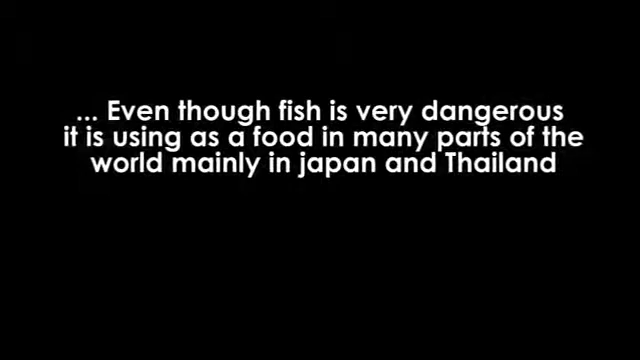 ... Even though fish is very dangerous
it is using as a food in many parts of the
world mainly in japan and Thailand